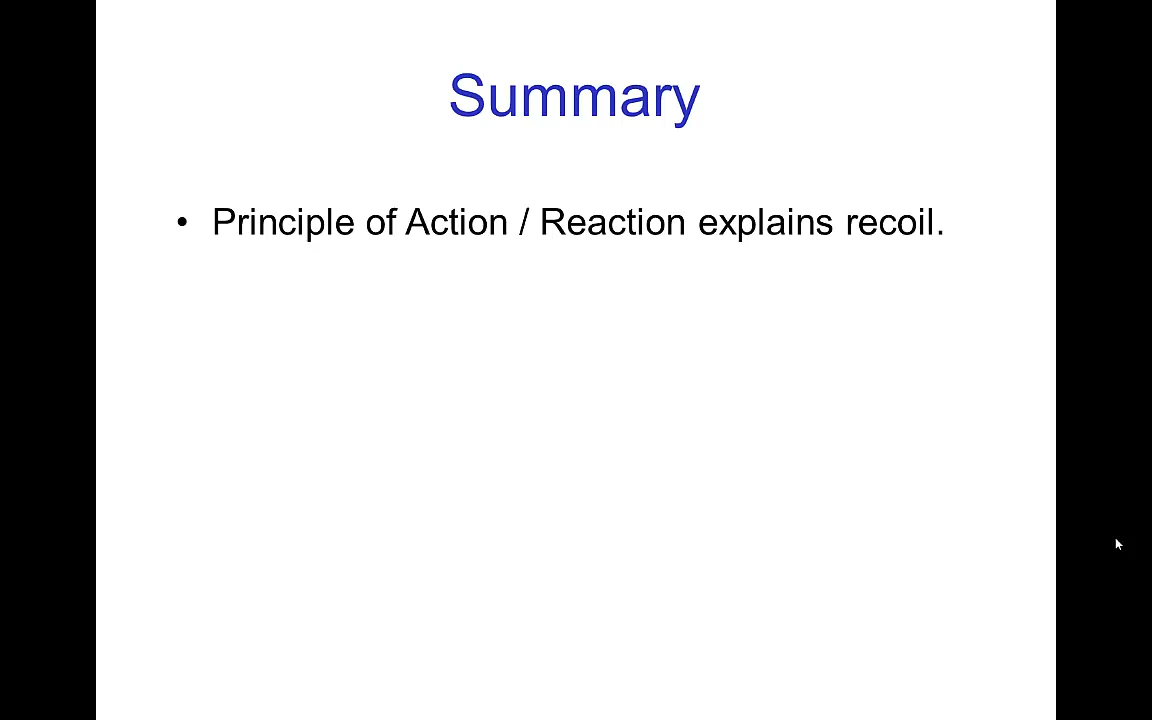 Summary
• Principle of Action / Reaction explains recoil.